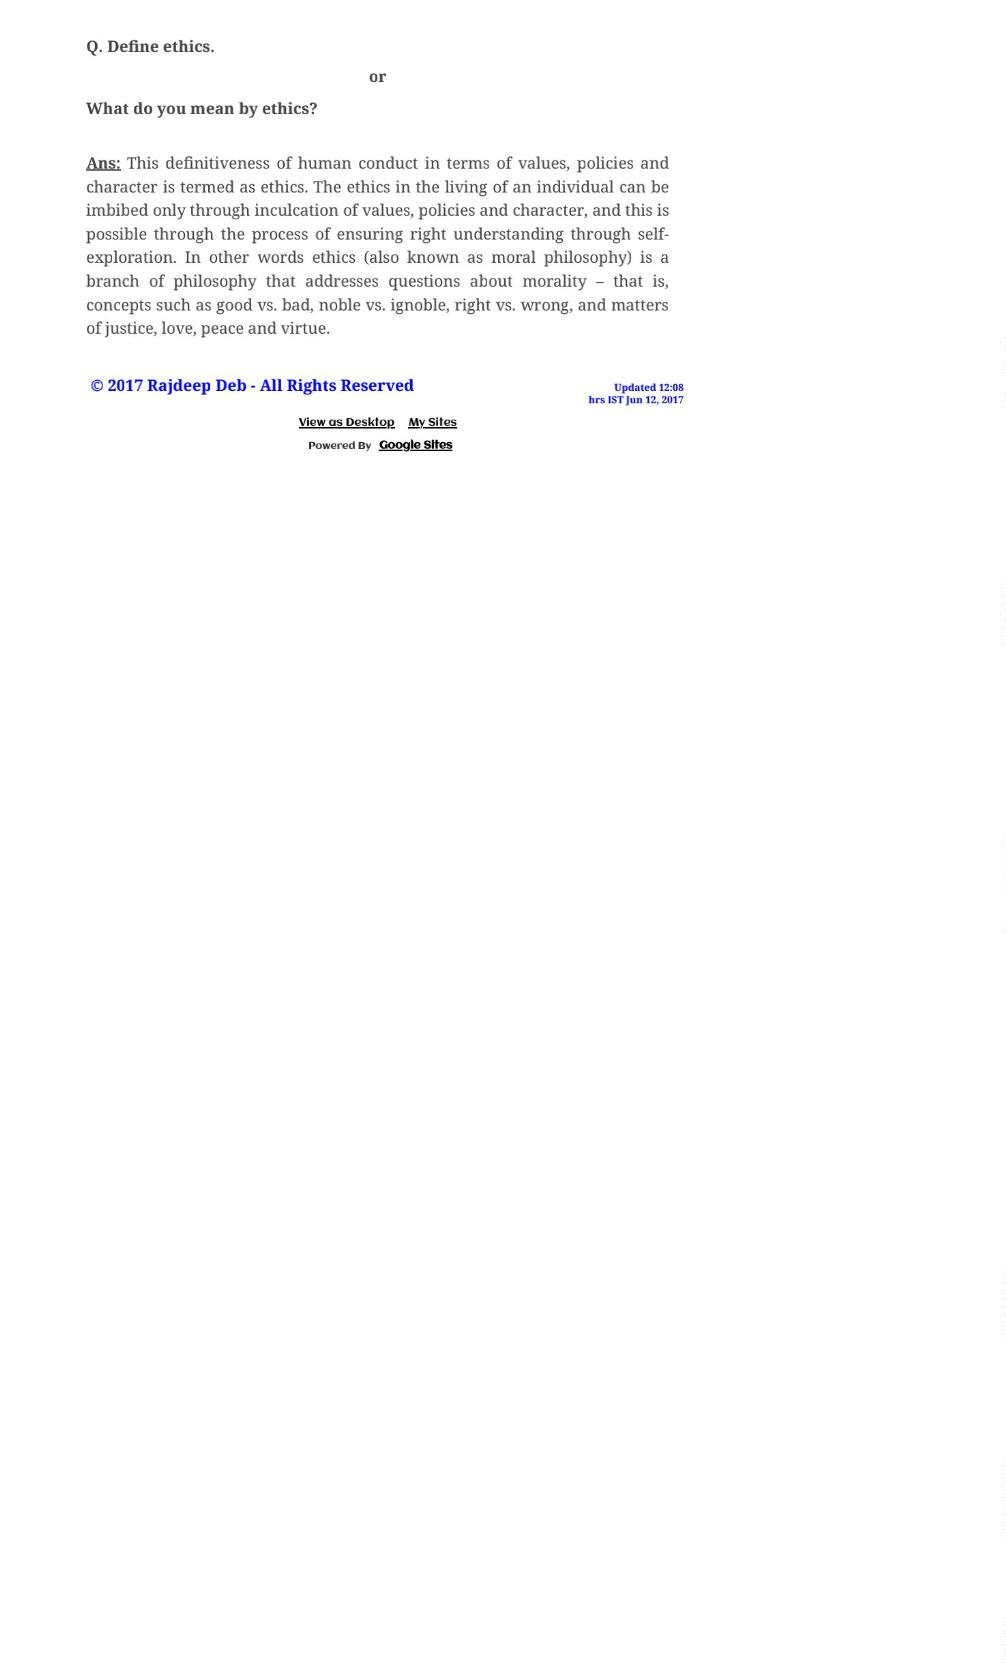 Q. Define ethics.
or
What do you mean by ethics?
Ans: This definitiveness of human conduct in terms of values, policies and
character is termed as ethics. The ethics in the living of an individual can be
imbibed only through inculcation of values, policies and character, and this is
possible through the process of ensuring right understanding through self-
exploration. In other words ethics (also known as moral philosophy) is a
branch of philosophy that addresses questions about morality – that is,
concepts such as good vs. bad, noble vs. ignoble, right vs. wrong, and matters
of justice, love, peace and virtue.
© 2017 Rajdeep Deb - All Rights Reserved
Updated 12:08
hrs IST Jun 12, 2017
View as Desktop My Sites
Powered By Google Sites